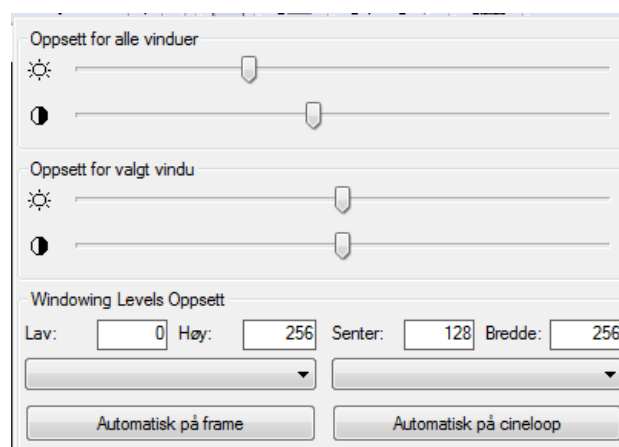 Oppsett for alle vinduer
Oppsett for valgt vindu
Windowing Levels Oppsett
Lav: 0 Høy: 256 Senter: 128 Bredde: 256
Automatisk på frame Automatisk på cineloop